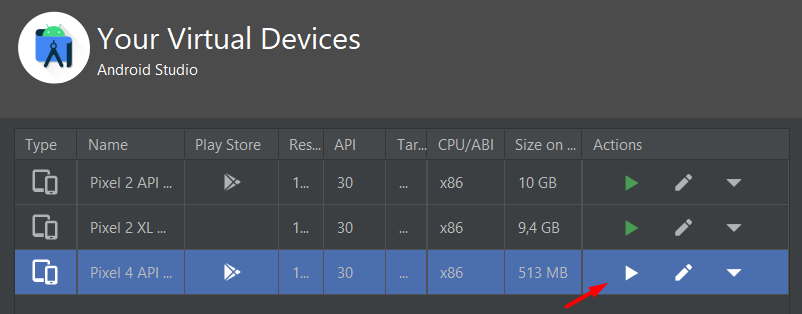 Your Virtual Devices
Android Studio
Type Name Play Store Res... API Tar... CPU/ABI Size on ... Actions
Pixel 2 API ... 1... 30 ... x86 10 GB
Pixel 2 XL ... 1... 30 ... x86 9,4 GB
Pixel 4 API ... 1... 30 ... x86 513 MB